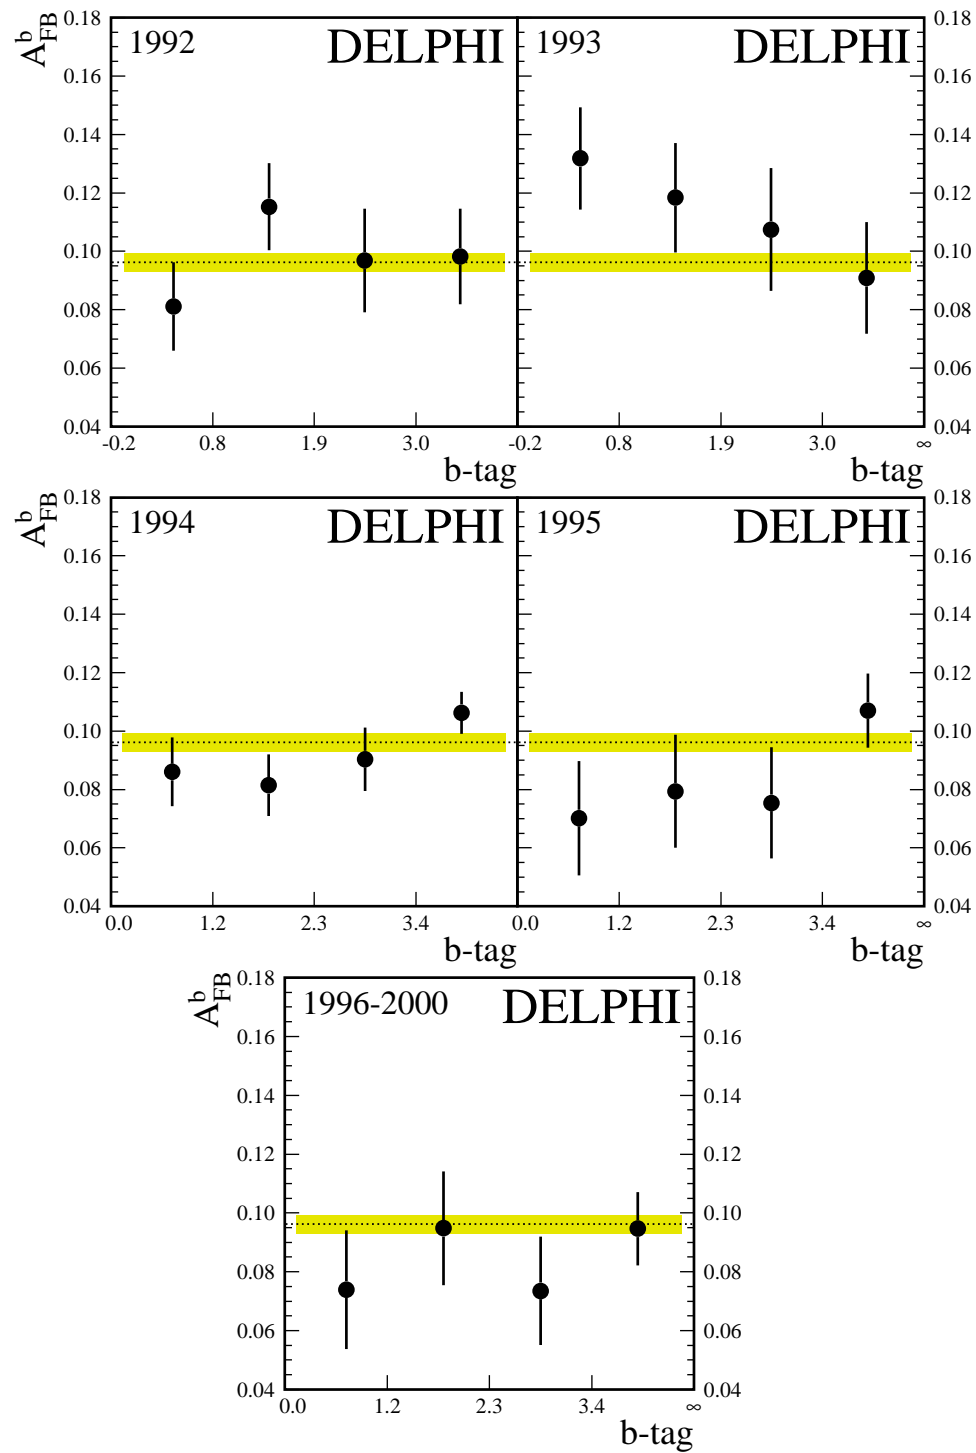 A^b_FB
1992 DELPHI 1993 DELPHI
0.18 0.18
0.16 0.16
0.14 0.14
0.12 0.12
0.10 0.10
0.08 0.08
0.06 0.06
0.04 0.04
-0.2 0.8 1.9 3.0 -0.2 0.8 1.9 3.0 ∞
b-tag b-tag
A^b_FB
1994 DELPHI 1995 DELPHI
0.18 0.18
0.16 0.16
0.14 0.14
0.12 0.12
0.10 0.10
0.08 0.08
0.06 0.06
0.04 0.04
0.0 1.2 2.3 3.4 0.0 1.2 2.3 3.4 ∞
b-tag b-tag
A^b_FB
1996-2000 DELPHI
0.18 0.18
0.16 0.16
0.14 0.14
0.12 0.12
0.10 0.10
0.08 0.08
0.06 0.06
0.04 0.04
0.0 1.2 2.3 3.4 ∞
b-tag